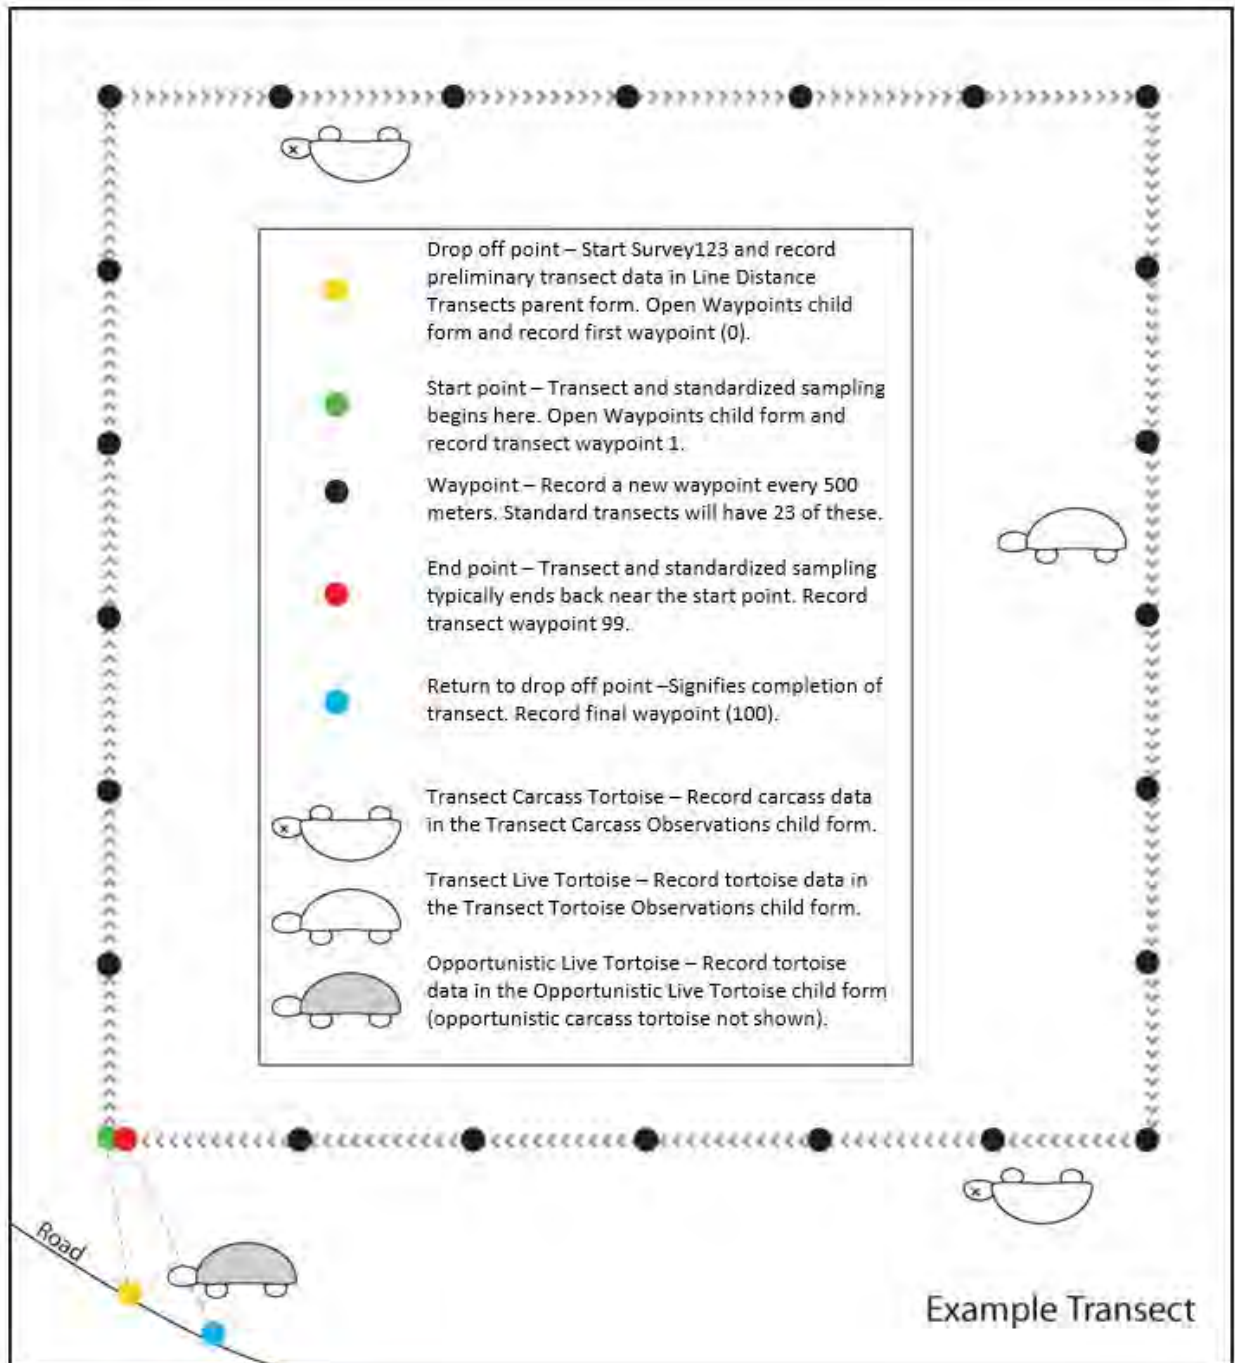 Drop off point – Start Survey123 and record
preliminary transect data in Line Distance
Transects parent form. Open Waypoints child
form and record first waypoint (0).
Start point – Transect and standardized sampling
begins here. Open Waypoints child form and
record transect waypoint 1.
Waypoint – Record a new waypoint every 500
meters. Standard transects will have 23 of these.
End point – Transect and standardized sampling
typically ends back near the start point. Record
transect waypoint 99.
Return to drop off point –Signifies completion of
transect. Record final waypoint (100).
Transect Carcass Tortoise – Record carcass data
in the Transect Carcass Observations child form.
Transect Live Tortoise – Record tortoise data in
the Transect Tortoise Observations child form.
Opportunistic Live Tortoise – Record tortoise
data in the Opportunistic Live Tortoise child form
(opportunistic carcass tortoise not shown).
Road
Example Transect